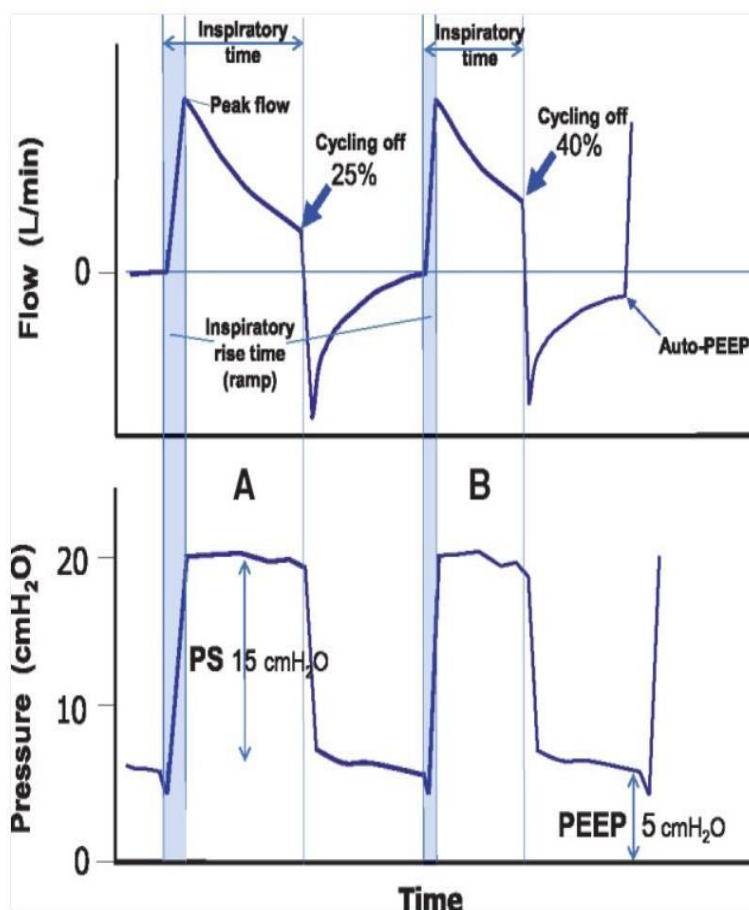 Inspiratory
time
Inspiratory
time
Peak flow
Cycling off
25%
Cycling off
40%
Flow (L/min)
0
Inspiratory
rise time
(ramp)
Auto-PEEP
A
B
Pressure (cmH₂O)
20
10
0
PS 15 cmH₂O
PEEP 5 cmH₂O
Time